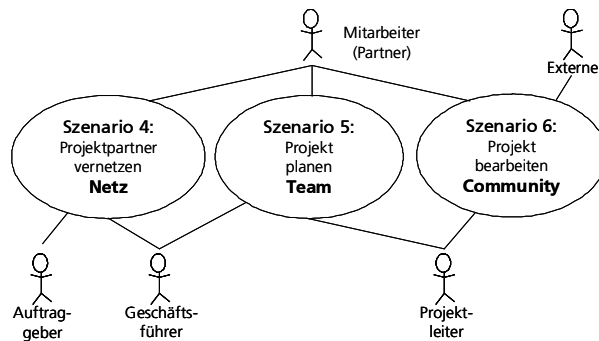 Mitarbeiter
(Partner)
Externe
Szenario 4:
Projektpartner
vernetzen
Netz
Szenario 5:
Projekt
planen
Team
Szenario 6:
Projekt
bearbeiten
Community
Auftrag-
geber
Geschäfts-
führer
Projekt-
leiter